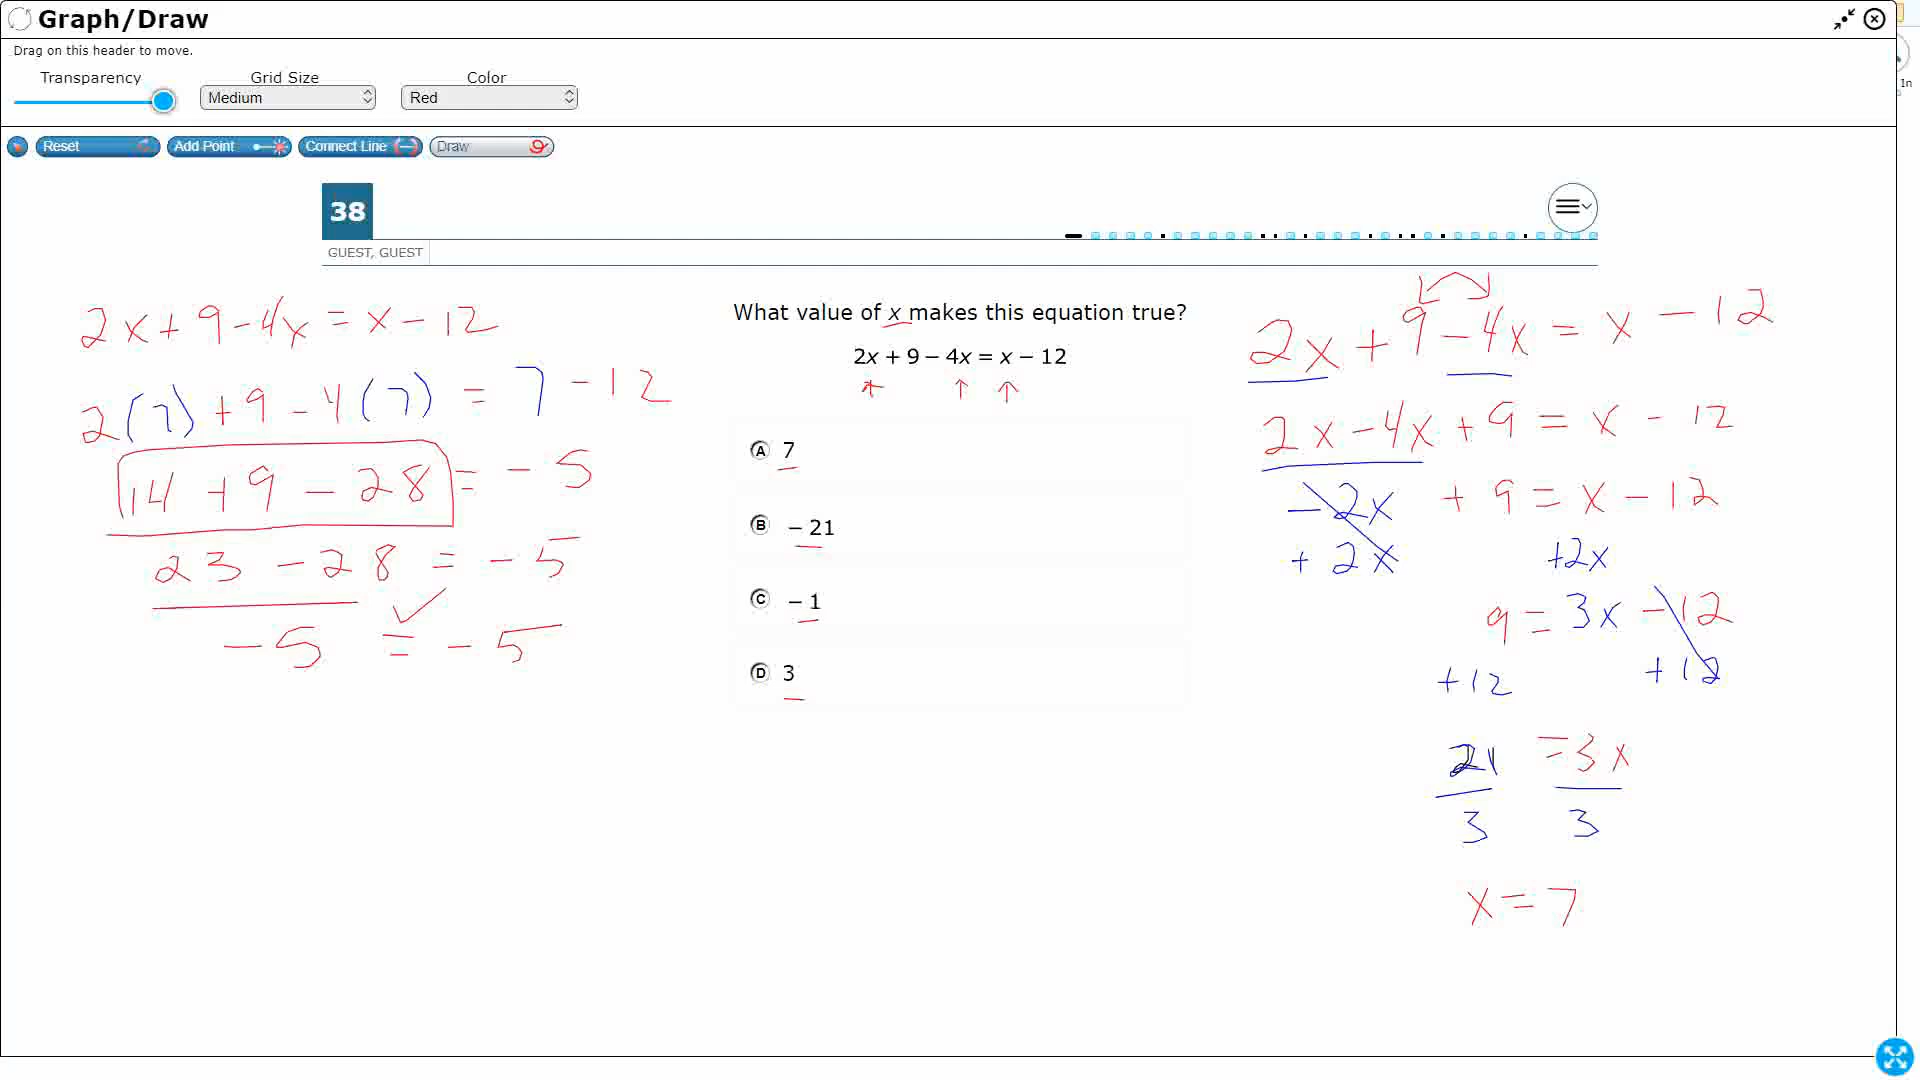 Graph/Draw
Drag on this header to move.
Transparency Grid Size Color
Medium Red
Reset Add Point Connect Line Draw
In
38
GUEST, GUEST
What value of x makes this equation true?
2x + 9 – 4x = x – 12
A 7
B – 21
C – 1
D 3
2x + 9 - 4x = x - 12
2(7) + 9 - 4(7) = 7 - 12
14 + 9 - 28 = - 5
23 - 28 = - 5
- 5 = - 5
2x + 9 - 4x = x - 12
2x - 4x + 9 = x - 12
- 2x + 9 = x - 12
+ 2x +2x
9 = 3x - 12
+12 + 12
21 = 3x
3 3
x = 7